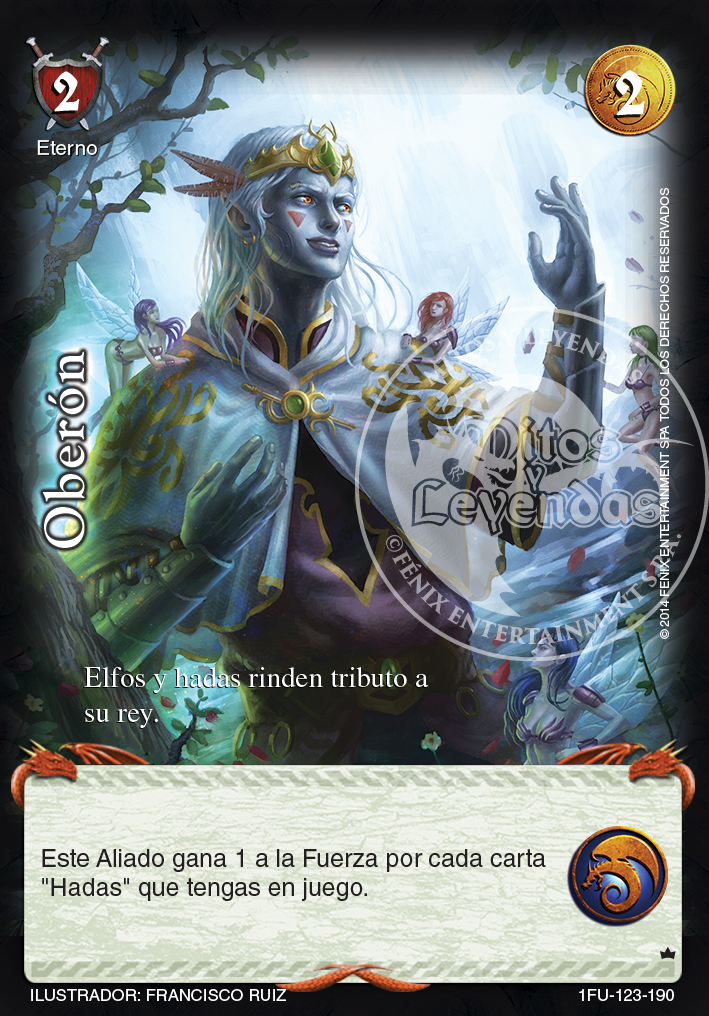 2
2
Eterno
Oberón
Mitos
y
Leyendas
LEYENDAS
© FÉNIX ENTERTAINMENT S.P.A.
© 2014 FENIX ENTERTAINMENT SPA TODOS LOS DERECHOS RESERVADOS
Elfos y hadas rinden tributo a
su rey.
Este Aliado gana 1 a la Fuerza por cada carta
"Hadas" que tengas en juego.
ILUSTRADOR: FRANCISCO RUIZ
1FU-123-190